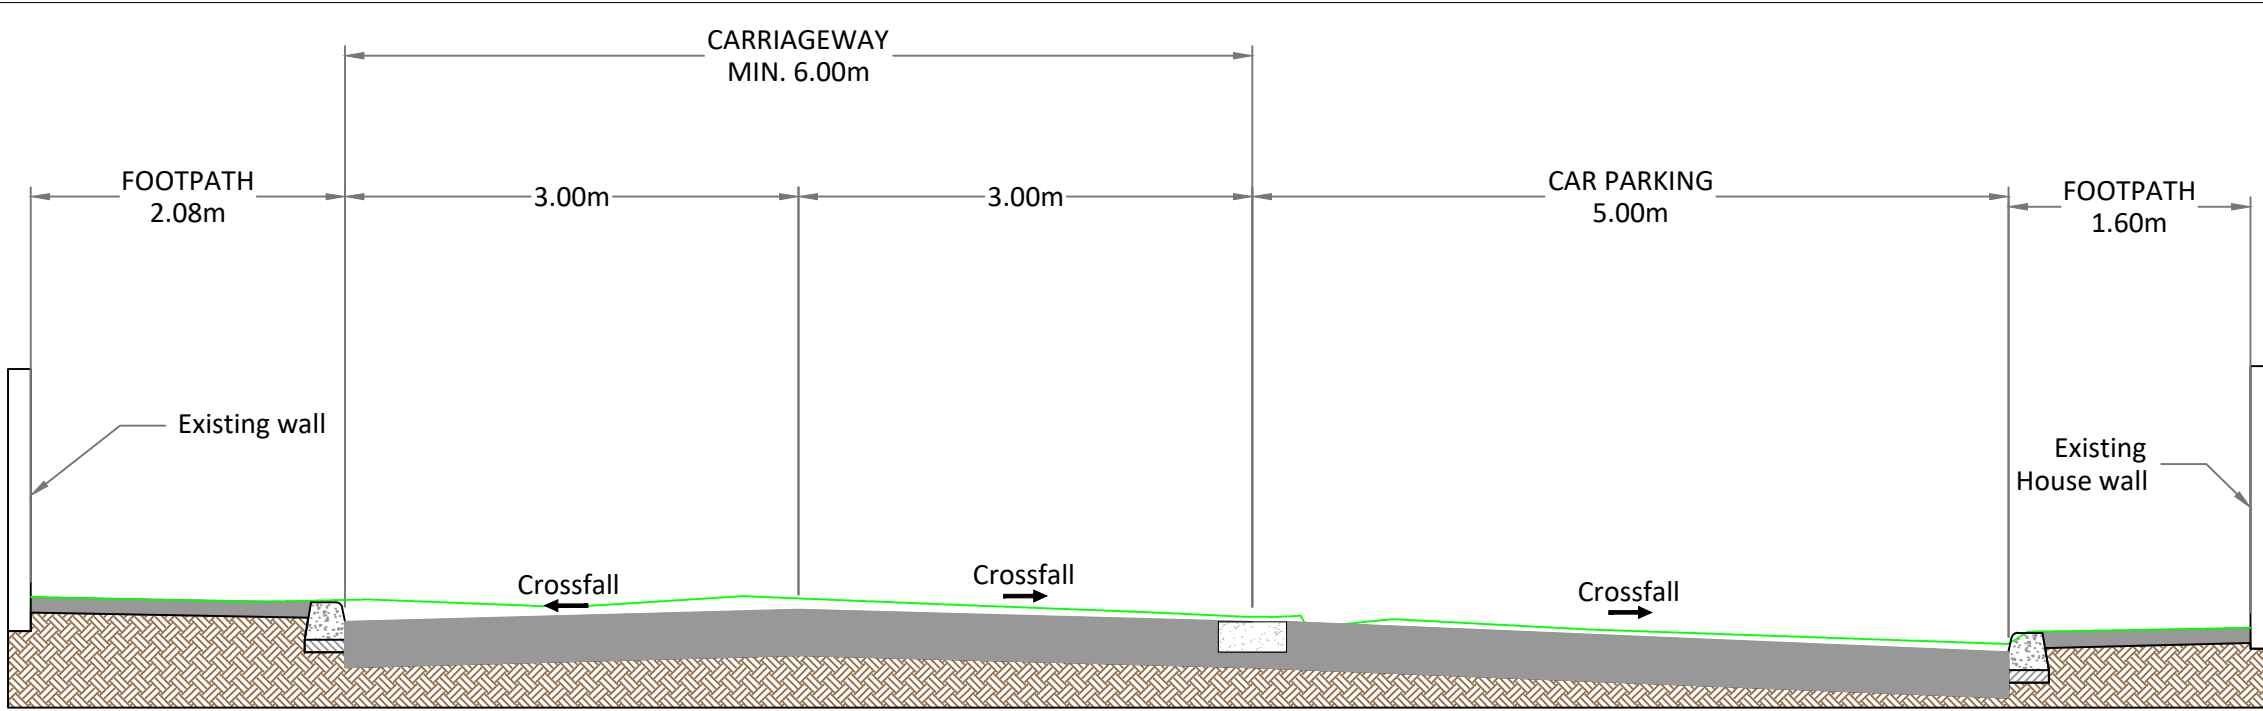 CARRIAGEWAY
MIN. 6.00m
FOOTPATH
2.08m
3.00m
3.00m
CAR PARKING
5.00m
FOOTPATH
1.60m
Existing wall
Existing
House wall
Crossfall
Crossfall
Crossfall